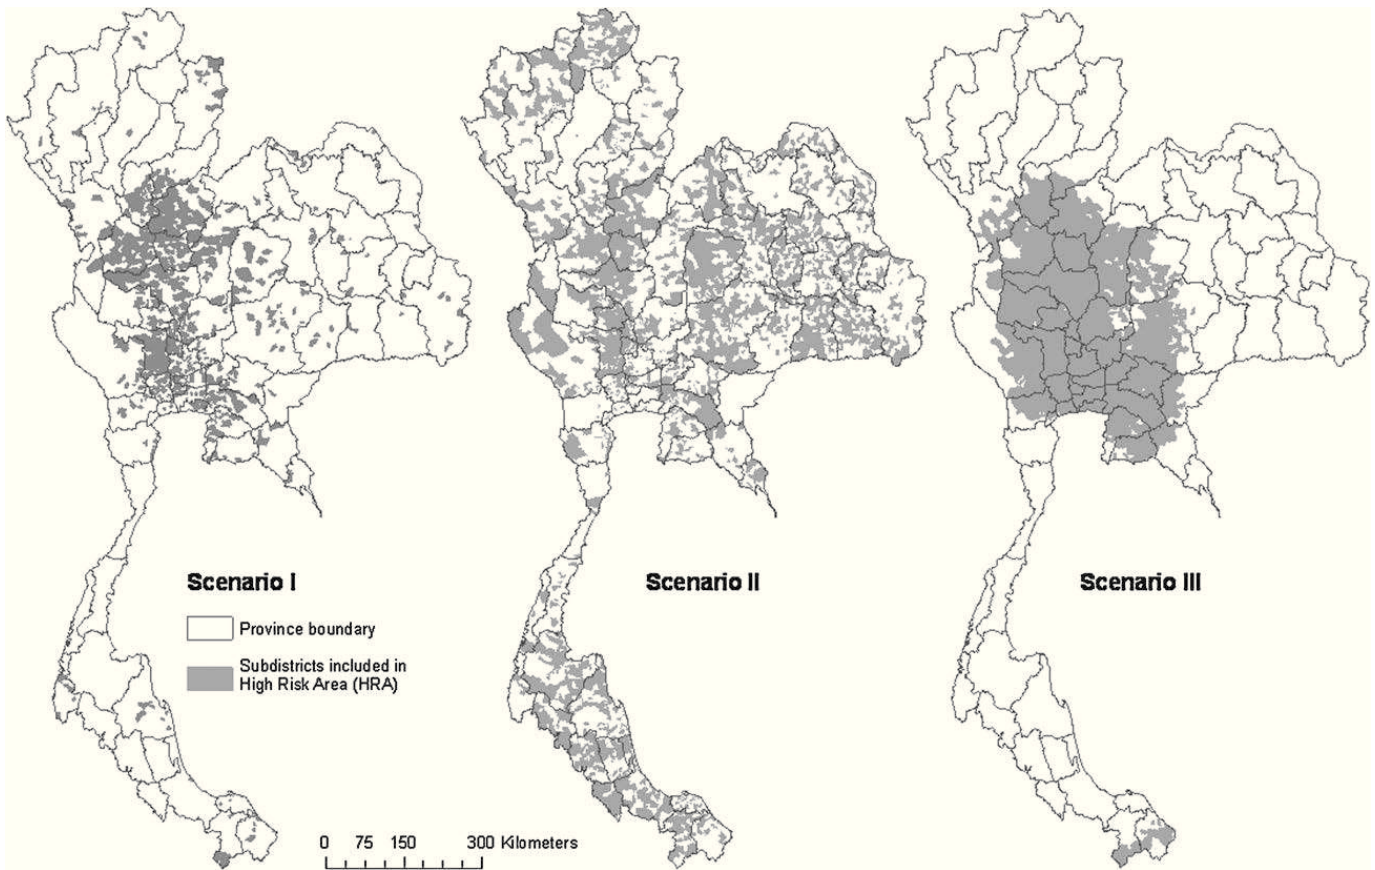 Scenario I
Scenario II
Scenario III
Province boundary
Subdistricts included in
High Risk Area (HRA)
0 75 150 300 Kilometers